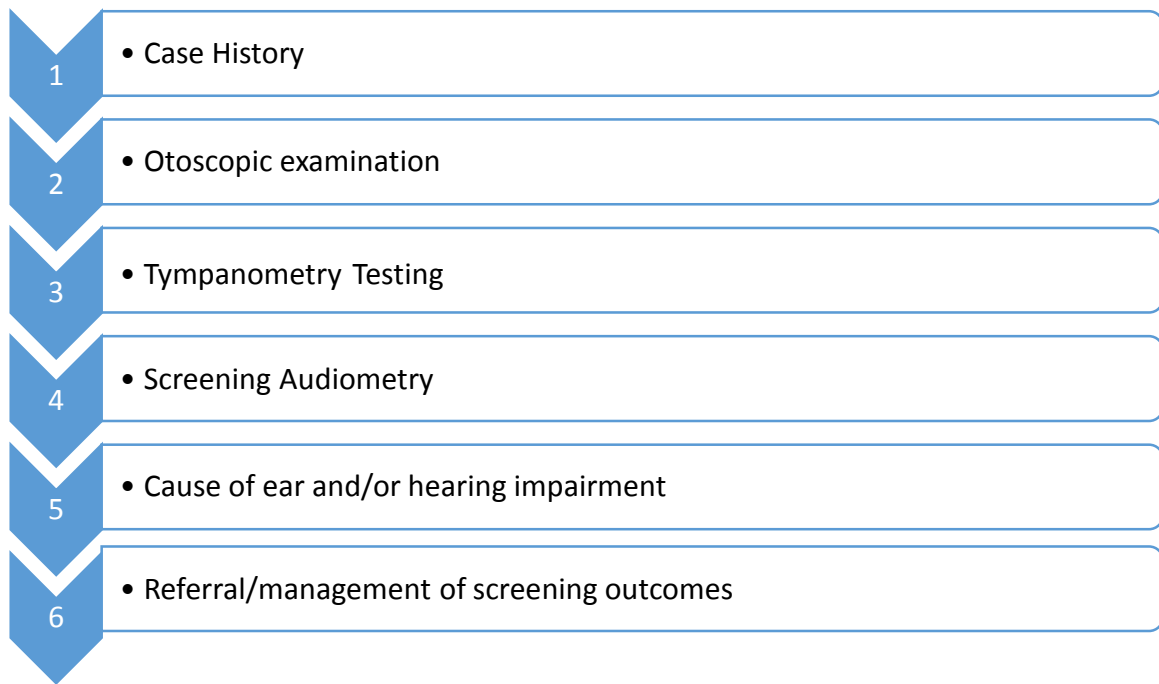 1
• Case History
2
• Otoscopic examination
3
• Tympanometry Testing
4
• Screening Audiometry
5
• Cause of ear and/or hearing impairment
6
• Referral/management of screening outcomes